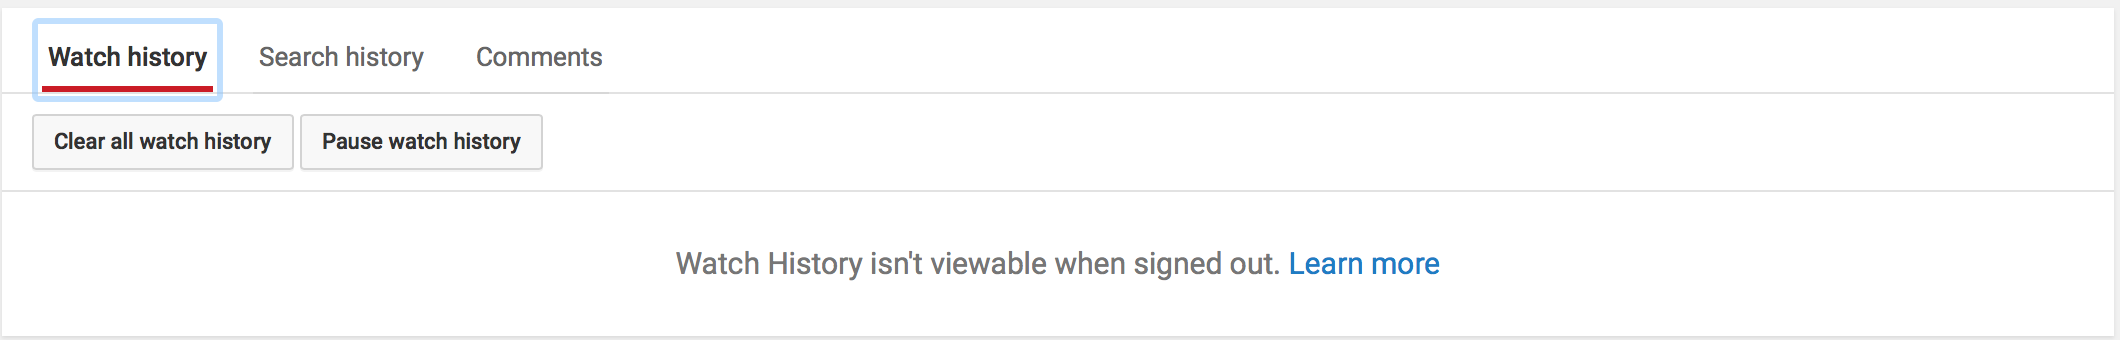 Watch history Search history Comments
Clear all watch history Pause watch history
Watch History isn't viewable when signed out. Learn more